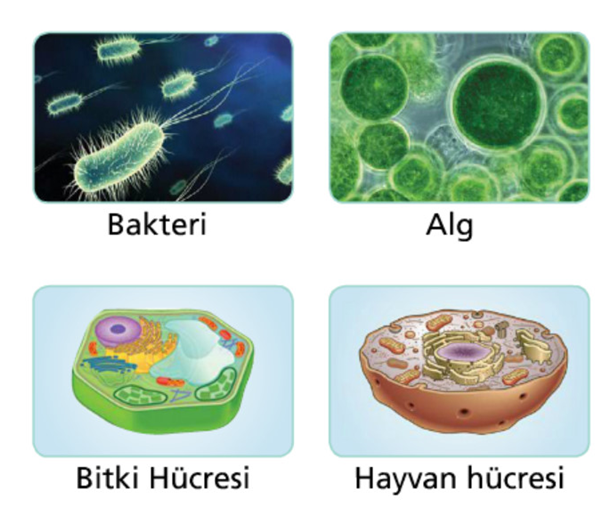 Bakteri
Alg
Bitki Hücresi
Hayvan hücresi